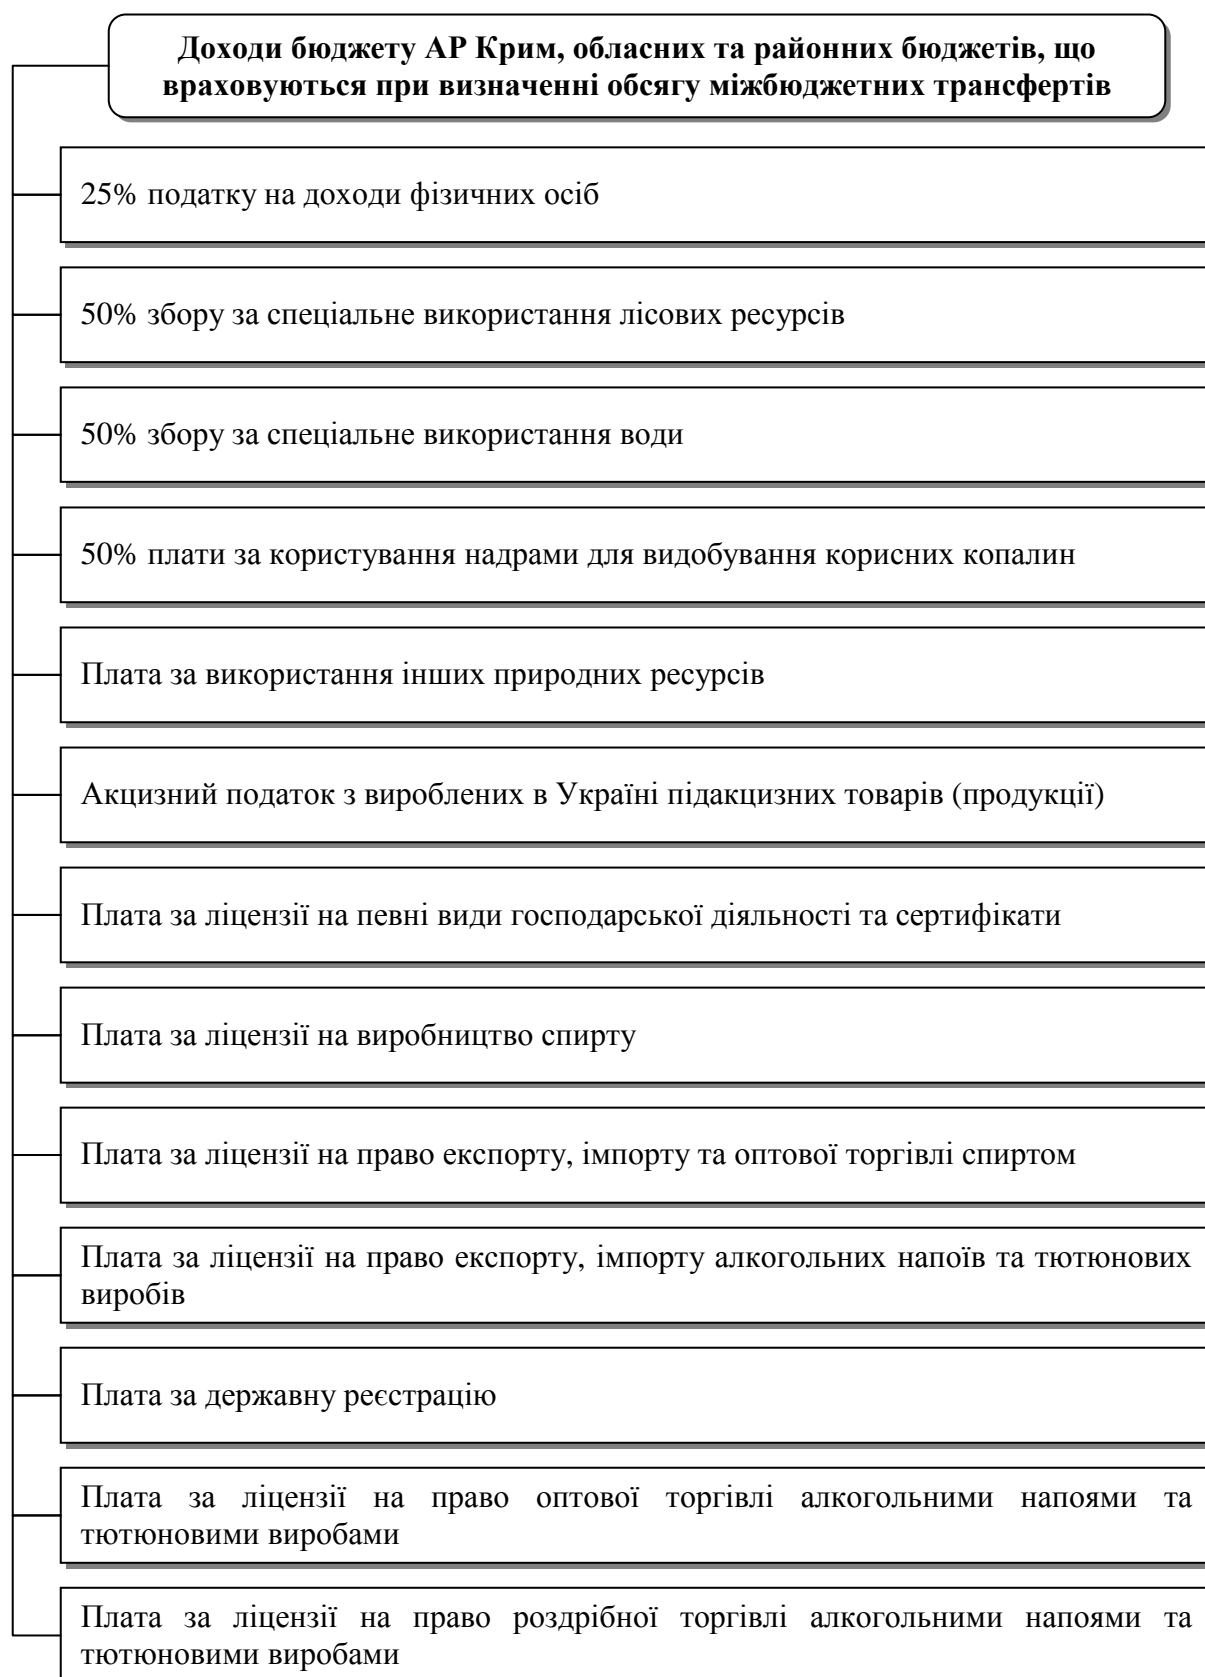 Доходи бюджету АР Крим, обласних та районних бюджетів, що
враховуються при визначенні обсягу міжбюджетних трансфертів
25% податку на доходи фізичних осіб
50% збору за спеціальне використання лісових ресурсів
50% збору за спеціальне використання води
50% плати за користування надрами для видобування корисних копалин
Плата за використання інших природних ресурсів
Акцизний податок з вироблених в Україні підакцизних товарів (продукції)
Плата за ліцензії на певні види господарської діяльності та сертифікати
Плата за ліцензії на виробництво спирту
Плата за ліцензії на право експорту, імпорту та оптової торгівлі спиртом
Плата за ліцензії на право експорту, імпорту алкогольних напоїв та тютюнових
виробів
Плата за державну реєстрацію
Плата за ліцензії на право оптової торгівлі алкогольними напоями та
тютюновими виробами
Плата за ліцензії на право роздрібної торгівлі алкогольними напоями та
тютюновими виробами